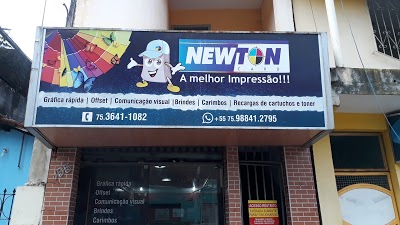 NEWTON
A melhor Impressão!!!
Gráfica rápida | Offset | Comunicação visual | Brindes | Carimbos | Recargas de cartuchos e toner
75.3641-1082
+55 75.98841.2795
Gráfica rápida
Offset
Comunicação visual
Brindes
Carimbos